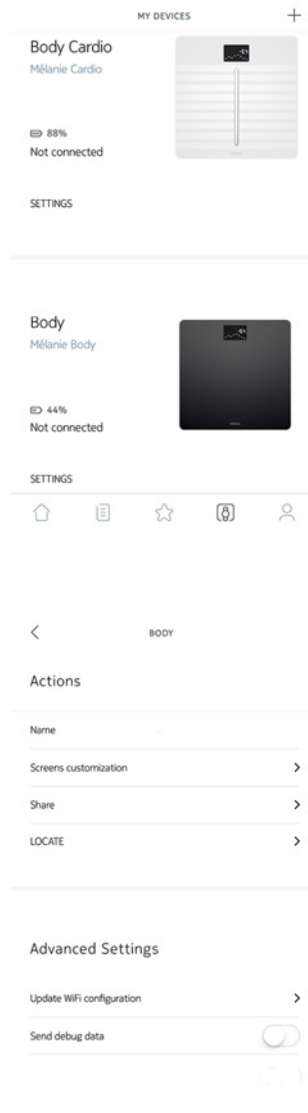 MY DEVICES
Body Cardio
Mélanie Cardio
88%
Not connected
SETTINGS
Body
Mélanie Body
44%
Not connected
SETTINGS
BODY
Actions
Name
Screens customization
Share
LOCATE
Advanced Settings
Update WiFi configuration
Send debug data